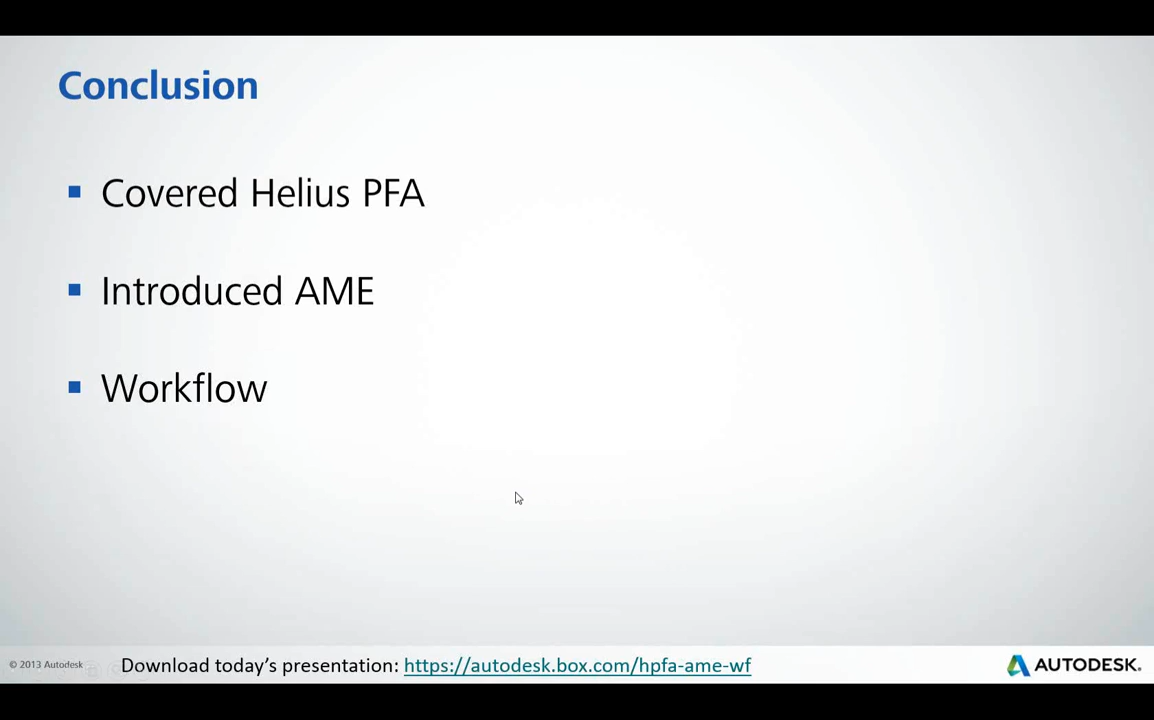 Conclusion
Covered Helius PFA
Introduced AME
Workflow
© 2013 Autodesk
Download today's presentation: https://autodesk.box.com/hpfa-ame-wf
AUTODESK.